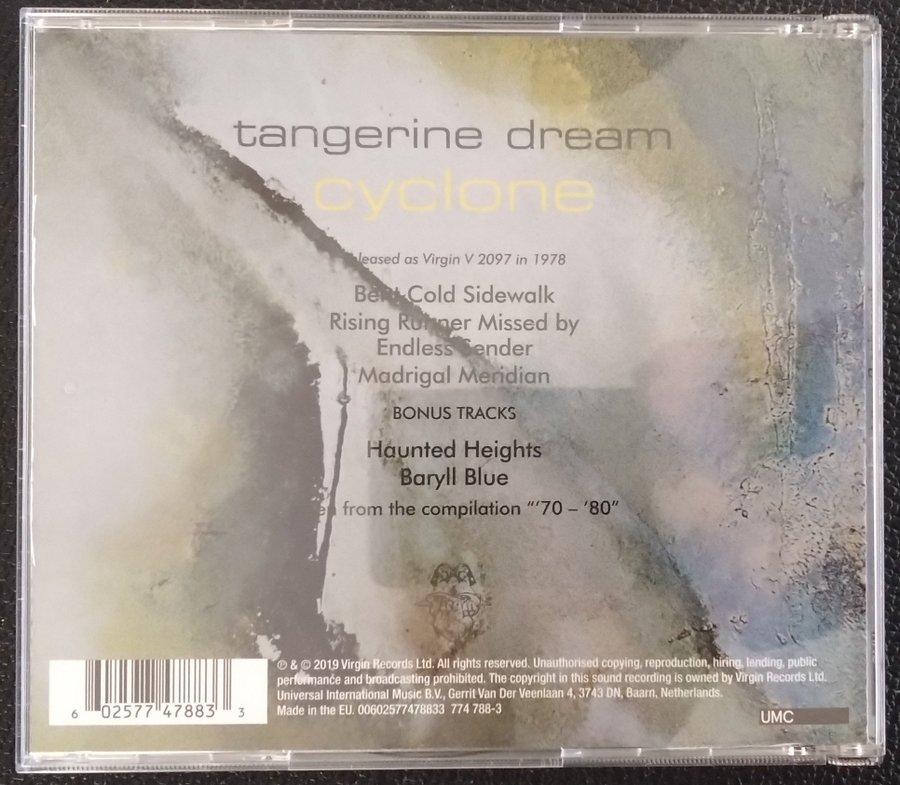 tangerine dream
cyclone
leased as Virgin V 2097 in 1978
Bent Cold Sidewalk
Rising Runner Missed by
Endless Sender
Madrigal Meridian
BONUS TRACKS
Haunted Heights
Baryll Blue
en from the compilation “‘70 – ‘80”
6 02577 47883 3
℗ & © 2019 Virgin Records Ltd. All rights reserved. Unauthorised copying, reproduction, hiring, lending, public
performance and broadcasting prohibited. The copyright in this sound recording is owned by Virgin Records Ltd.
Universal International Music B.V., Gerrit Van Der Veenlaan 4, 3743 DN, Baarn, Netherlands.
Made in the EU. 00602577478833 774 788-3
UMC